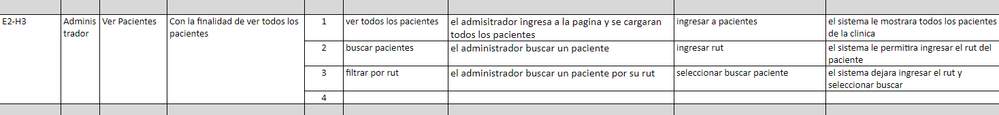 E2-H3
Adminis
trador
Ver Pacientes
Con la finalidad de ver todos los
pacientes
1
ver todos los pacientes
el admisitrador ingresa a la pagina y se cargaran
todos los pacientes
ingresar a pacientes
el sistema le mostrara todos los pacientes
de la clinica
2
buscar pacientes
el administrador buscar un paciente
ingresar rut
el sistema le permitira ingresar el rut del
paciente
3
filtrar por rut
el administrador buscar un paciente por su rut
seleccionar buscar paciente
el sistema dejara ingresar el rut y
seleccionar buscar
4